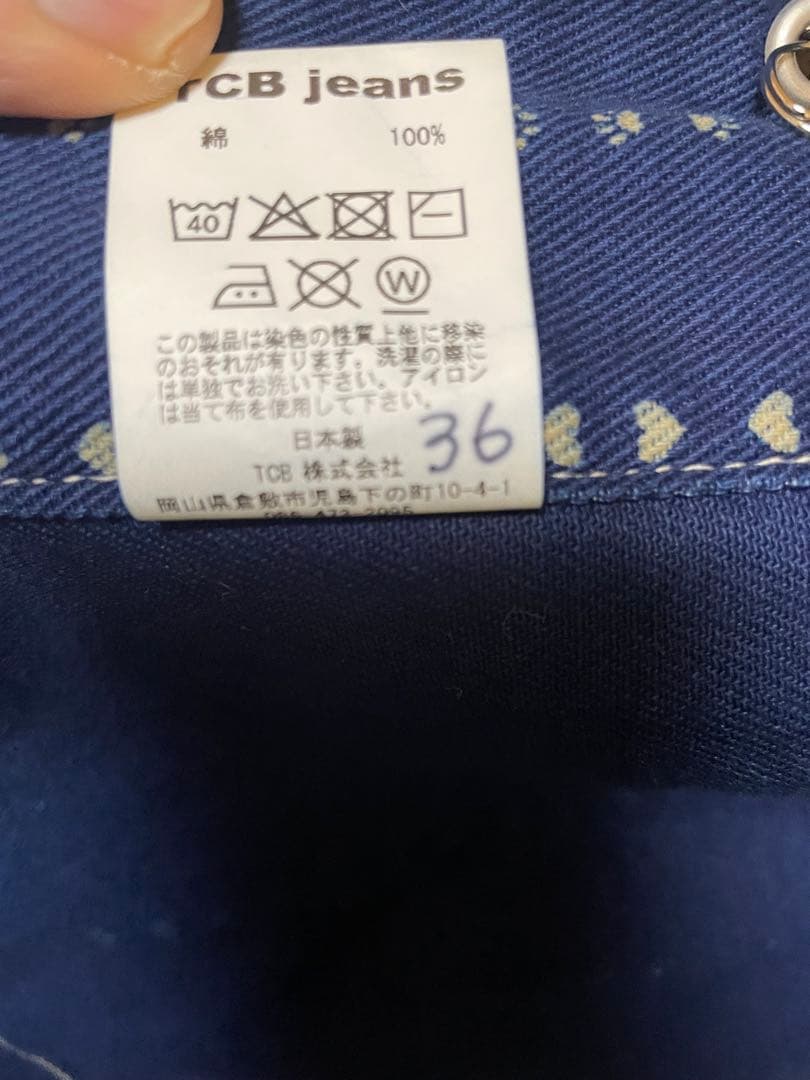 TCB jeans
綿 100%
40
W
この製品は染色の性質上他に移染
のおそれが有ります。洗濯の際に
は単独でお洗い下さい。アイロン
は当て布を使用して下さい。
日本製
36
TCB 株式会社
岡山県倉敷市児島下の町10-4-1